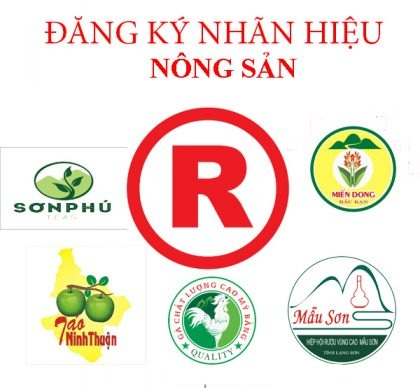 ĐĂNG KÝ NHÃN HIỆU
NÔNG SẢN
R
SƠNPHÚ
TEAS
MIẾN DONG
BẮC KẠN
Táo
Ninh Thuận
GÀ CHẤT LƯỢNG CAO MỸ BẰNG
QUALITY
Mẫu Sơn
HIỆP HỘI RƯỢU VÙNG CAO MẪU SƠN
TỈNH LẠNG SƠN